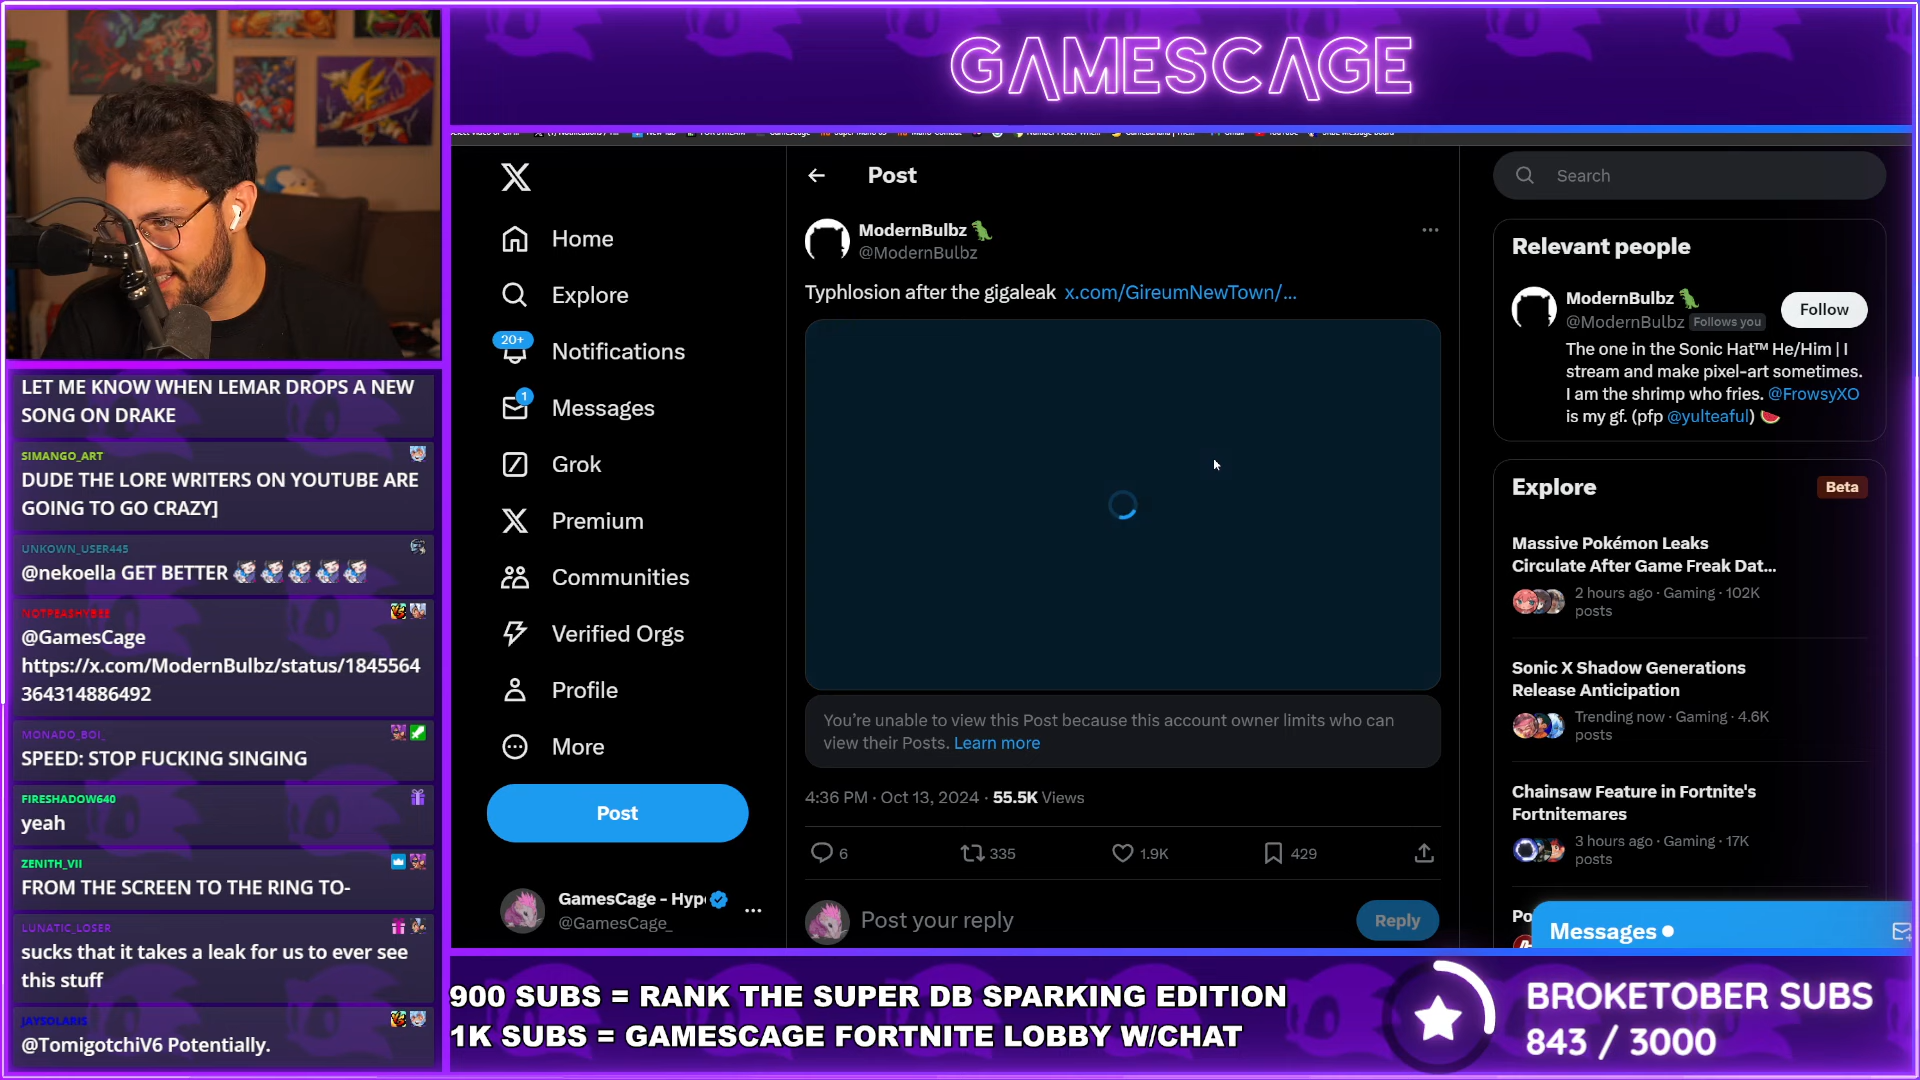 GAMESCAGE
LET ME KNOW WHEN LEMAR DROPS A NEW
SONG ON DRAKE
SIMANGO_ART
DUDE THE LORE WRITERS ON YOUTUBE ARE
GOING TO GO CRAZY]
UNKOWN_USER445
@nekoella GET BETTER
NOTPEASHYBEE
@GamesCage
https://x.com/ModernBulbz/status/1845564
364314886492
MONADO_BOI_
SPEED: STOP FUCKING SINGING
FIRESHADOW640
yeah
ZENITH_VII
FROM THE SCREEN TO THE RING TO-
LUNATIC_LOSER
sucks that it takes a leak for us to ever see
this stuff
JAYSOLARIS
@TomigotchiV6 Potentially.
Home
Explore
20+
Notifications
1
Messages
Grok
Premium
Communities
Verified Orgs
Profile
More
Post
GamesCage - Hyp
@GamesCage_
Post
ModernBulbz
@ModernBulbz
Typhlosion after the gigaleak x.com/GireumNewTown/...
You're unable to view this Post because this account owner limits who can
view their Posts. Learn more
4:36 PM · Oct 13, 2024 · 55.5K Views
6 335 1.9K 429
Post your reply
Reply
Search
Relevant people
ModernBulbz
@ModernBulbz Follows you
Follow
The one in the Sonic Hat™ He/Him | I
stream and make pixel-art sometimes.
I am the shrimp who fries. @FrowsyXO
is my gf. (pfp @yulteaful)
Explore
Beta
Massive Pokémon Leaks
Circulate After Game Freak Dat...
2 hours ago · Gaming · 102K
posts
Sonic X Shadow Generations
Release Anticipation
Trending now · Gaming · 4.6K
posts
Chainsaw Feature in Fortnite's
Fortnitemares
3 hours ago · Gaming · 17K
posts
Po
Messages
900 SUBS = RANK THE SUPER DB SPARKING EDITION
1K SUBS = GAMESCAGE FORTNITE LOBBY W/CHAT
BROKETOBER SUBS
843 / 3000